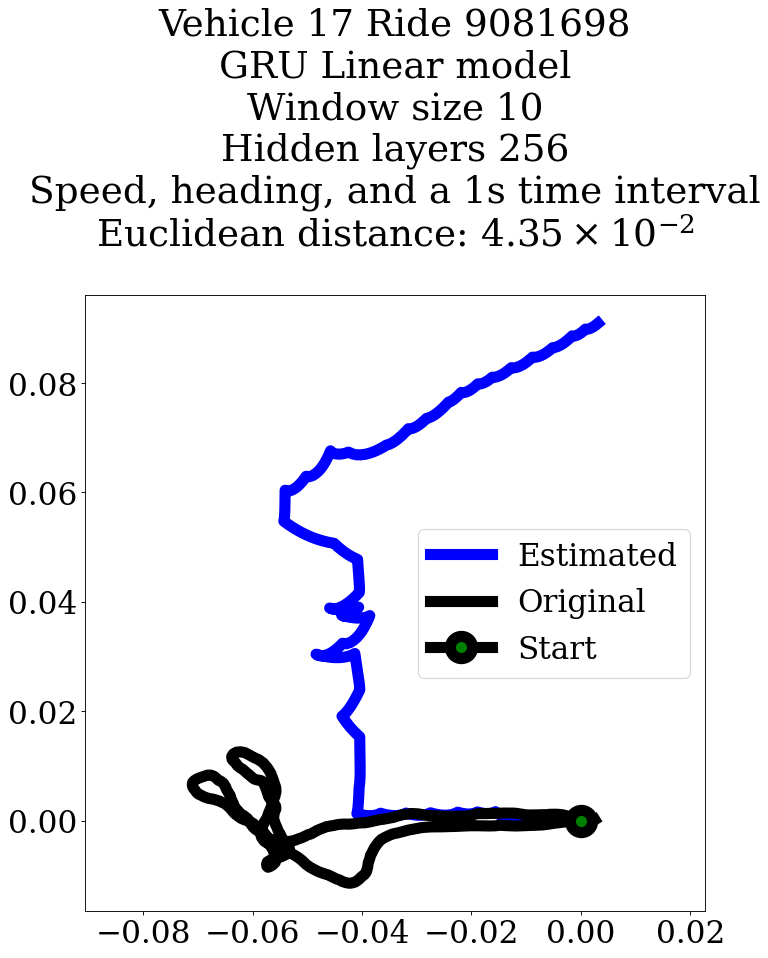 Vehicle 17 Ride 9081698
GRU Linear model
Window size 10
Hidden layers 256
Speed, heading, and a 1s time interval
Euclidean distance: 4.35 × 10⁻²
0.08
0.06
0.04
0.02
0.00
Estimated
Original
Start
−0.08 −0.06 −0.04 −0.02 0.00 0.02